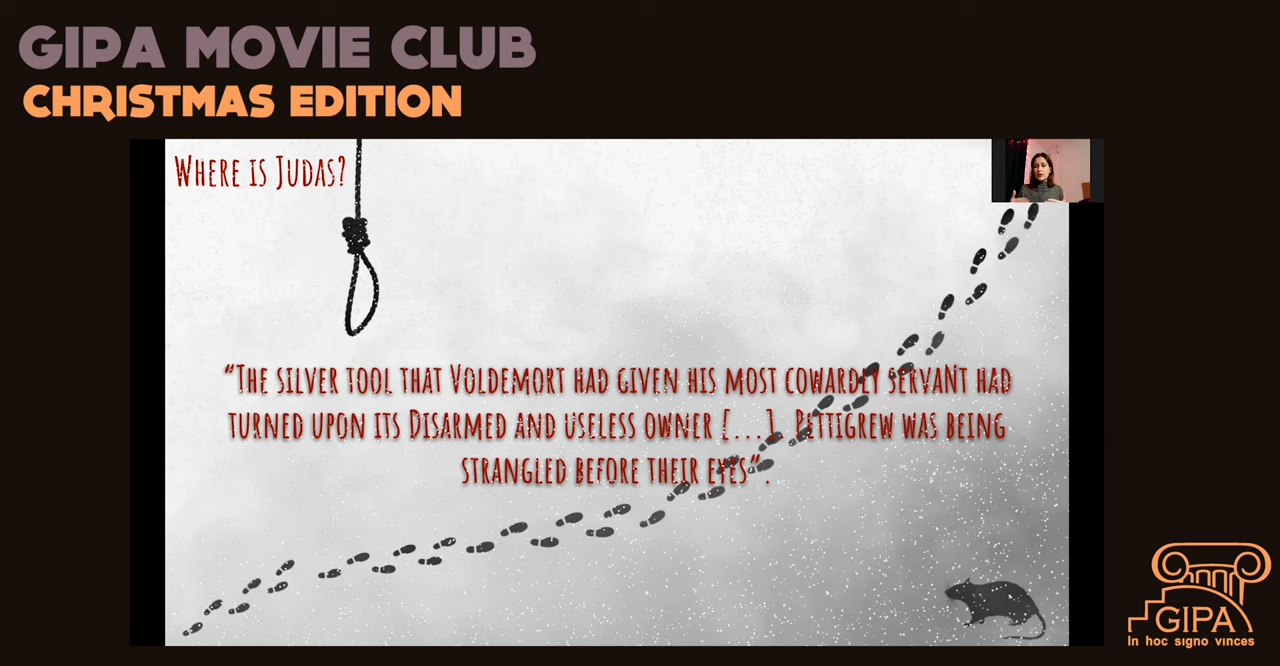 GIPA MOVIE CLUB
CHRISTMAS EDITION
WHERE IS JUDAS?
“THE SILVER TOOL THAT VOLDEMORT HAD GIVEN HIS MOST COWARDLY SERVANT HAD
TURNED UPON ITS DISARMED AND USELESS OWNER [...]. PETTIGREW WAS BEING
STRANGLED BEFORE THEIR EYES”.
GIPA
In hoc signo vinces